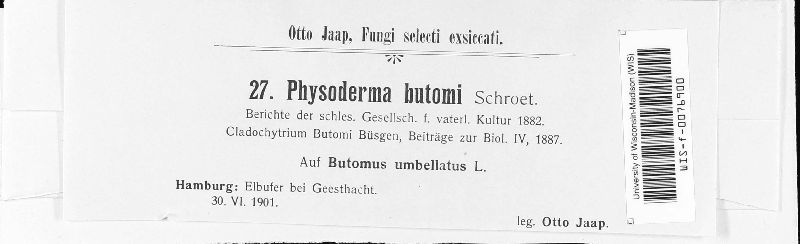 Otto Jaap, Fungi selecti exsiccati.
27. Physoderma butomi Schroet.
Berichte der schles. Gesellsch. f. vaterl. Kultur 1882.
Cladochytrium Butomi Büsgen, Beiträge zur Biol. IV, 1887.
Auf Butomus umbellatus L.
Hamburg: Elbufer bei Geesthacht.
30. VI. 1901.
leg. Otto Jaap.
University of Wisconsin-Madison (WIS)
WIS-f-0076900